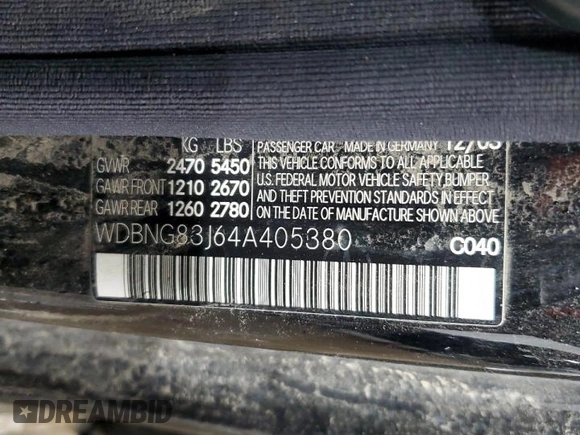 KG LBS
GVWR 2470 5450
GAWR FRONT 1210 2670
GAWR REAR 1260 2780
PASSENGER CAR - MADE IN GERMANY 12/03
THIS VEHICLE CONFORMS TO ALL APPLICABLE
U.S. FEDERAL MOTOR VEHICLE SAFETY, BUMPER
AND THEFT PREVENTION STANDARDS IN EFFECT
ON THE DATE OF MANUFACTURE SHOWN ABOVE
WDBNG83J64A405380
C040
DREAMBID